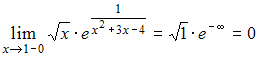 lim x→1-0 √x · e^(1/(x²+3x-4)) = √1 · e^(-∞) = 0